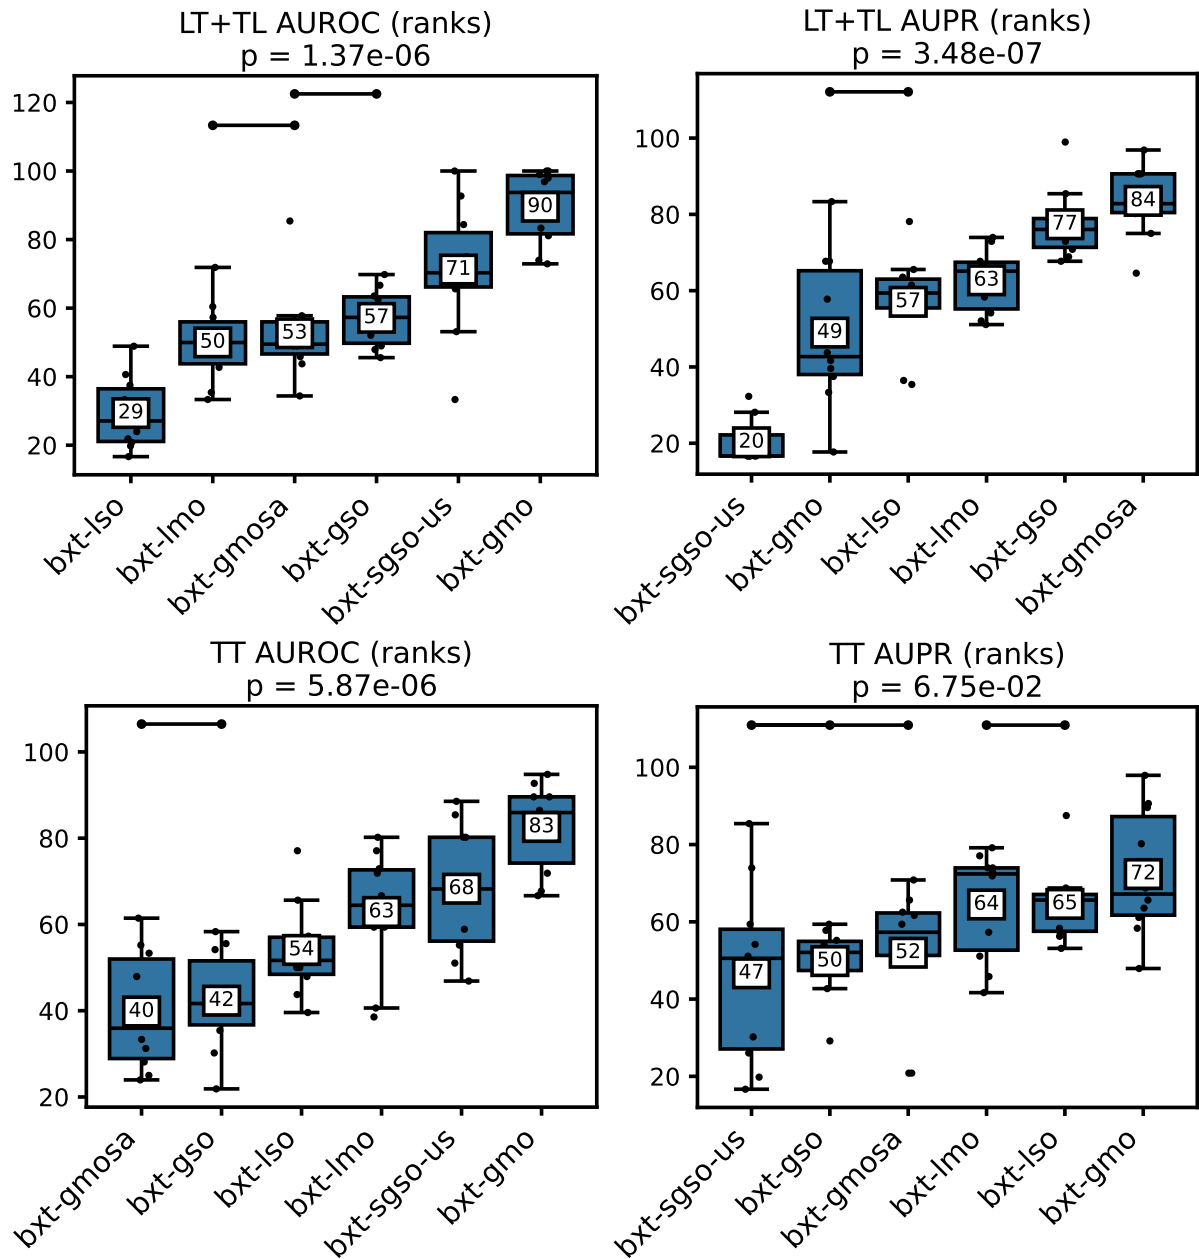 LT+TL AUROC (ranks)
p = 1.37e-06
120
100
80
60
40
20
29
50
53
57
71
90
bxt-lso
bxt-lmo
bxt-gmosa
bxt-gso
bxt-sgso-us
bxt-gmo
LT+TL AUPR (ranks)
p = 3.48e-07
100
80
60
40
20
20
49
57
63
77
84
bxt-sgso-us
bxt-gmo
bxt-lso
bxt-lmo
bxt-gso
bxt-gmosa
TT AUROC (ranks)
p = 5.87e-06
100
80
60
40
20
40
42
54
63
68
83
bxt-gmosa
bxt-gso
bxt-lso
bxt-lmo
bxt-sgso-us
bxt-gmo
TT AUPR (ranks)
p = 6.75e-02
100
80
60
40
20
47
50
52
64
65
72
bxt-sgso-us
bxt-gso
bxt-gmosa
bxt-lmo
bxt-lso
bxt-gmo